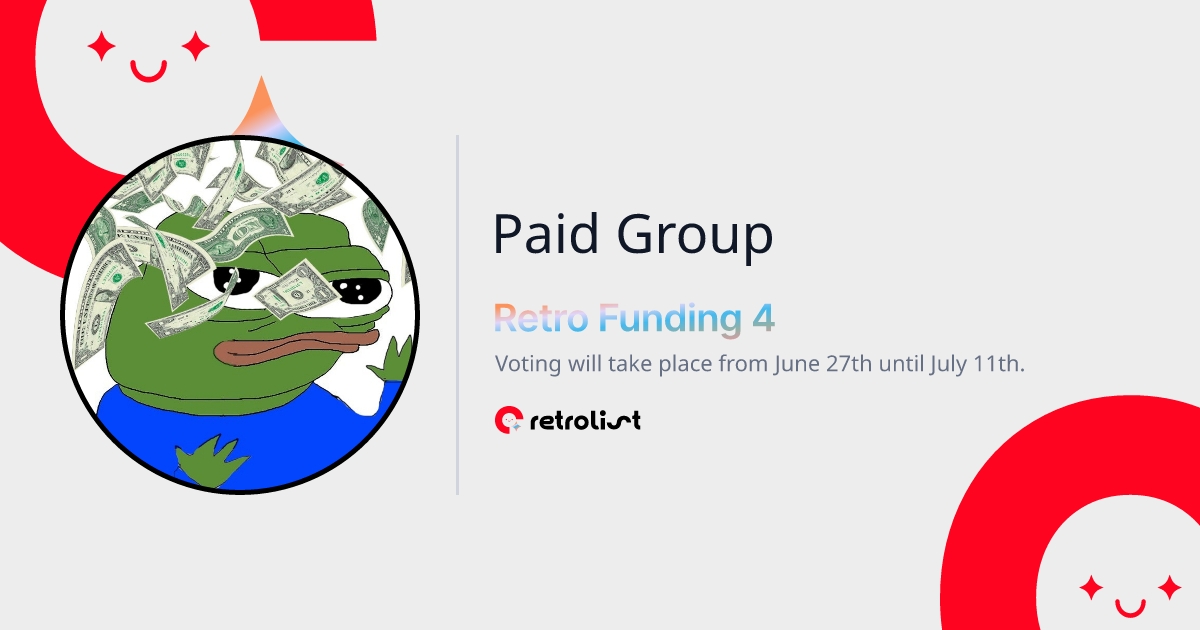 Paid Group
Retro Funding 4
Voting will take place from June 27th until July 11th.
retrolist